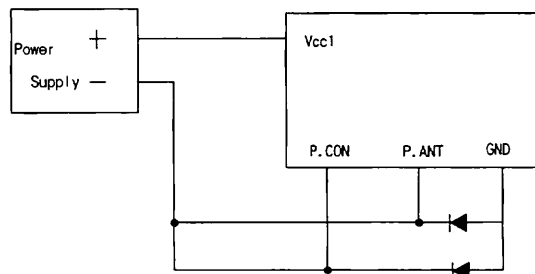 Power +
Supply −
Vcc1
P.CON P.ANT GND